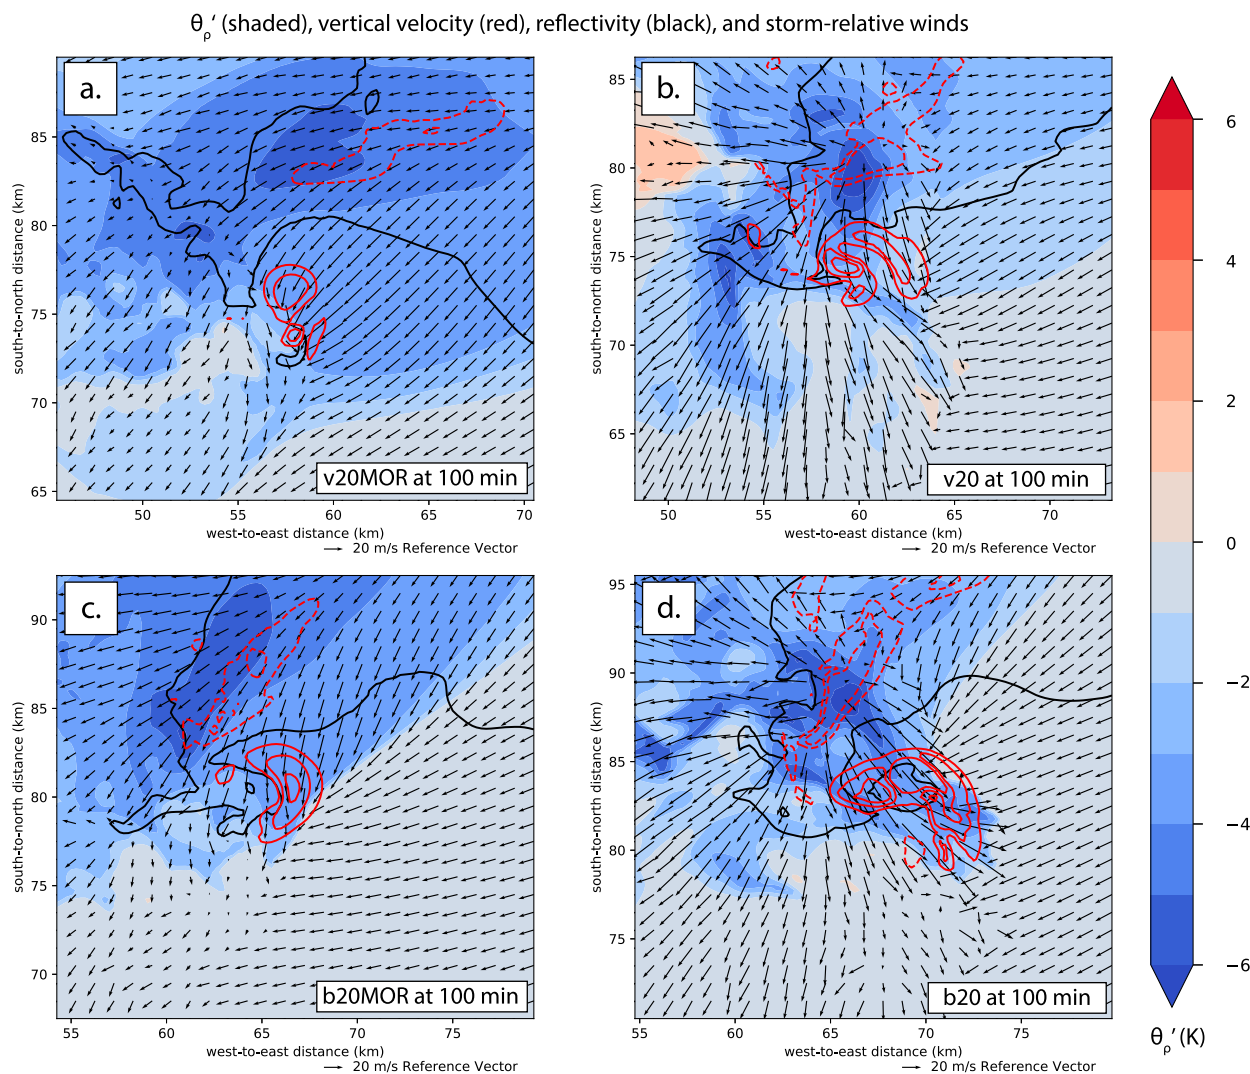 θρ′ (shaded), vertical velocity (red), reflectivity (black), and storm-relative winds
a.
85
80
75
70
65
south-to-north distance (km)
v20MOR at 100 min
50
55
60
65
70
west-to-east distance (km)
20 m/s Reference Vector
b.
85
80
75
70
65
south-to-north distance (km)
v20 at 100 min
50
55
60
65
70
west-to-east distance (km)
20 m/s Reference Vector
c.
90
85
80
75
70
south-to-north distance (km)
b20MOR at 100 min
55
60
65
70
75
west-to-east distance (km)
20 m/s Reference Vector
d.
95
90
85
80
75
south-to-north distance (km)
b20 at 100 min
55
60
65
70
75
west-to-east distance (km)
20 m/s Reference Vector
6
4
2
0
−2
−4
−6
θρ′ (K)